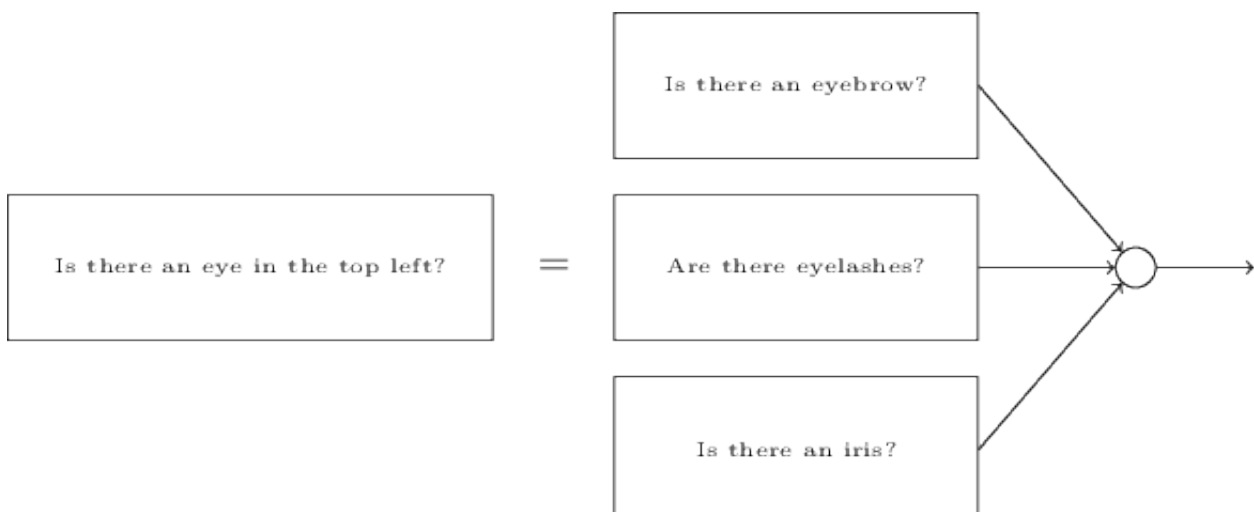 Is there an eyebrow?
Is there an eye in the top left?
=
Are there eyelashes?
Is there an iris?